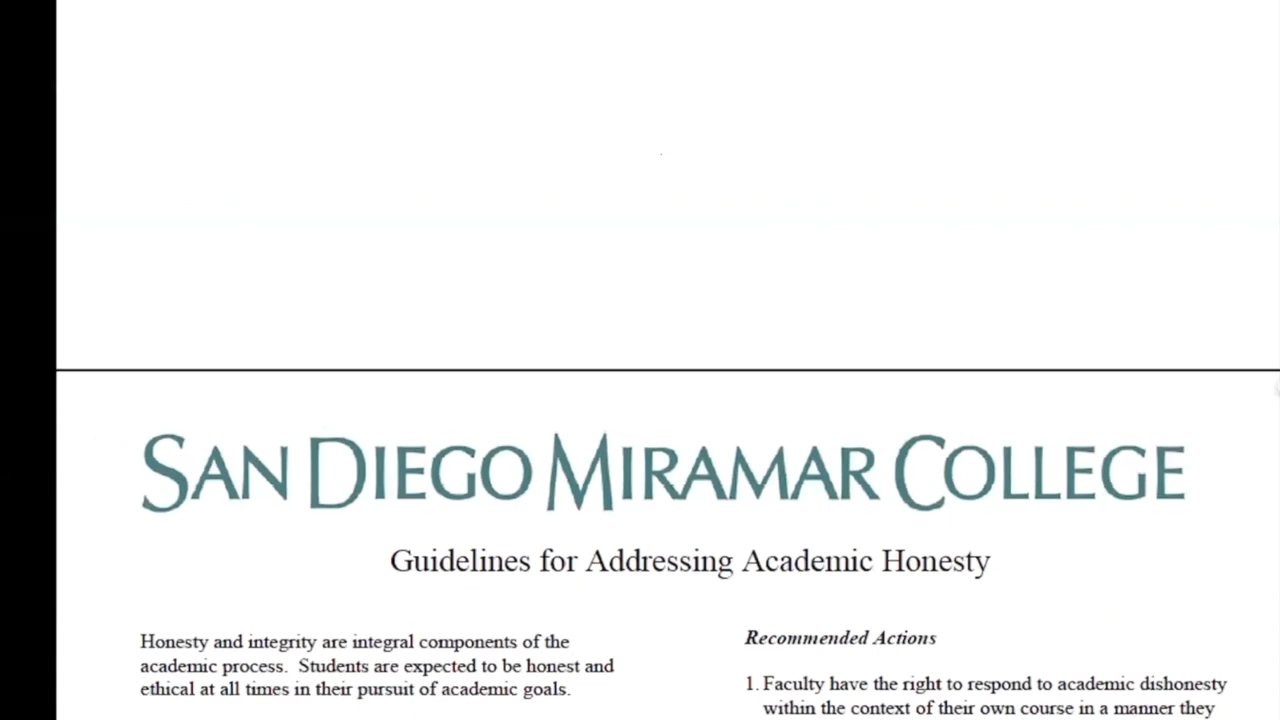 SAN DIEGO MIRAMAR COLLEGE
Guidelines for Addressing Academic Honesty
Honesty and integrity are integral components of the
academic process.  Students are expected to be honest and
ethical at all times in their pursuit of academic goals.
Recommended Actions
1. Faculty have the right to respond to academic dishonesty
within the context of their own course in a manner they